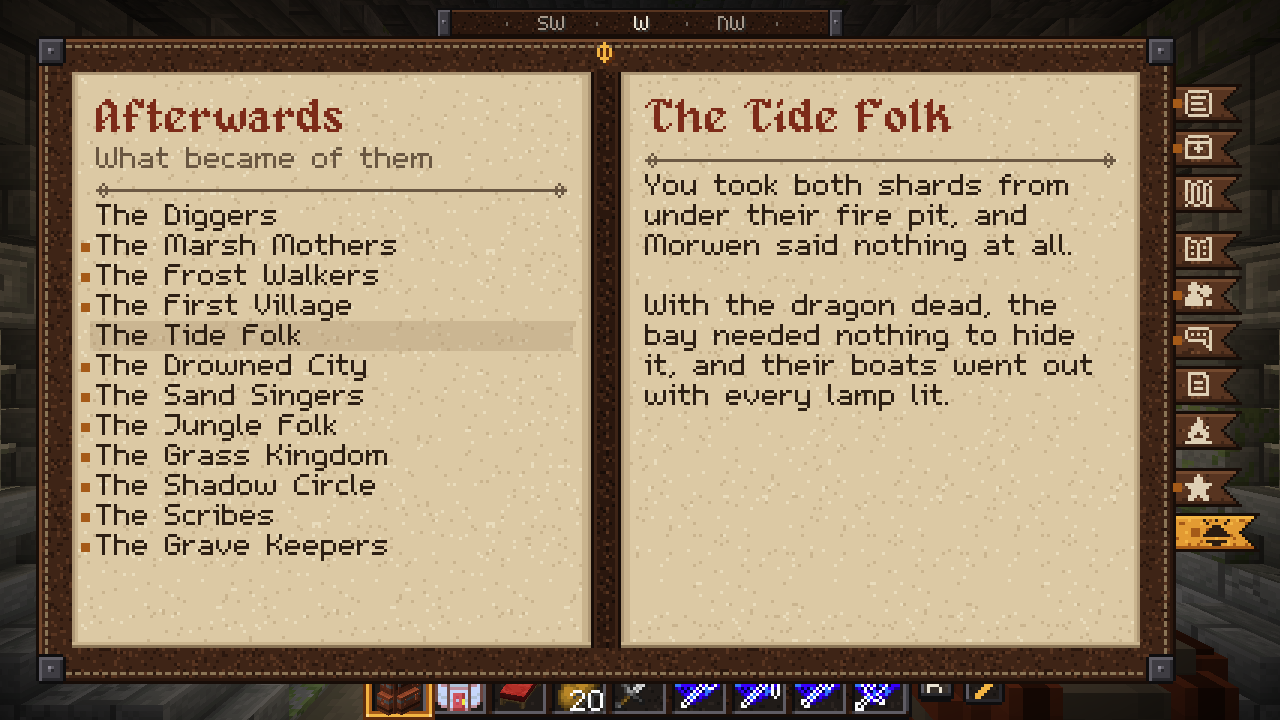 SW · W · NW
Afterwards
What became of them
The Diggers
The Marsh Mothers
The Frost Walkers
The First Village
The Tide Folk
The Drowned City
The Sand Singers
The Jungle Folk
The Grass Kingdom
The Shadow Circle
The Scribes
The Grave Keepers
The Tide Folk
You took both shards from
under their fire pit, and
Morwen said nothing at all.
With the dragon dead, the
bay needed nothing to hide
it, and their boats went out
with every lamp lit.
20